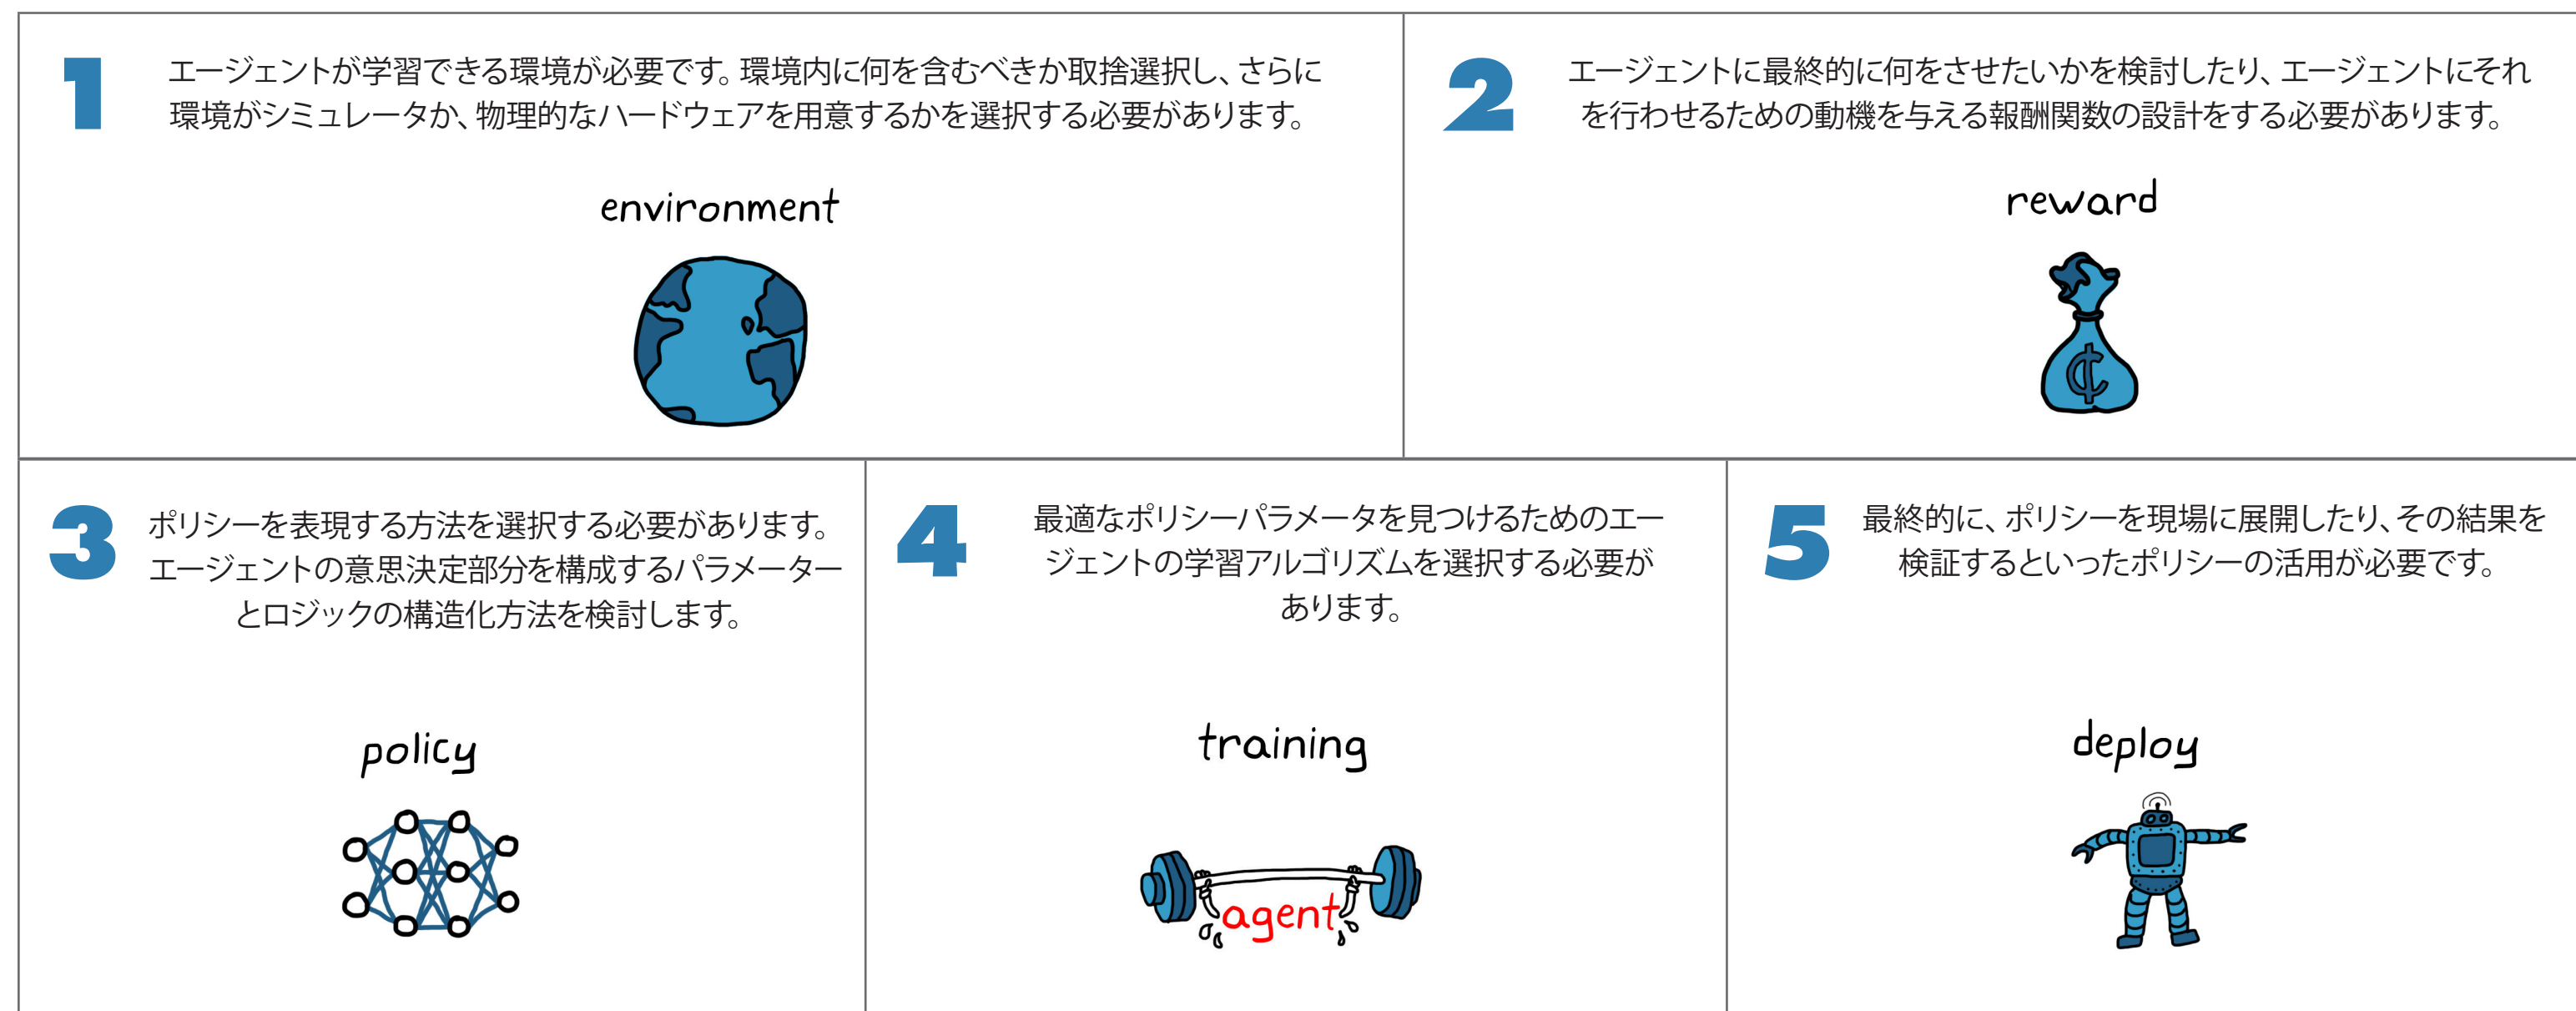 1
エージェントが学習できる環境が必要です。環境内に何を含むべきか取捨選択し、さらに
環境がシミュレータか、物理的なハードウェアを用意するかを選択する必要があります。
environment
2
エージェントに最終的に何をさせたいかを検討したり、エージェントにそれ
を行わせるための動機を与える報酬関数の設計をする必要があります。
reward
₵
3
ポリシーを表現する方法を選択する必要があります。
エージェントの意思決定部分を構成するパラメーター
とロジックの構造化方法を検討します。
policy
4
最適なポリシーパラメータを見つけるためのエー
ジェントの学習アルゴリズムを選択する必要が
あります。
training
agent
5
最終的に、ポリシーを現場に展開したり、その結果を
検証するといったポリシーの活用が必要です。
deploy